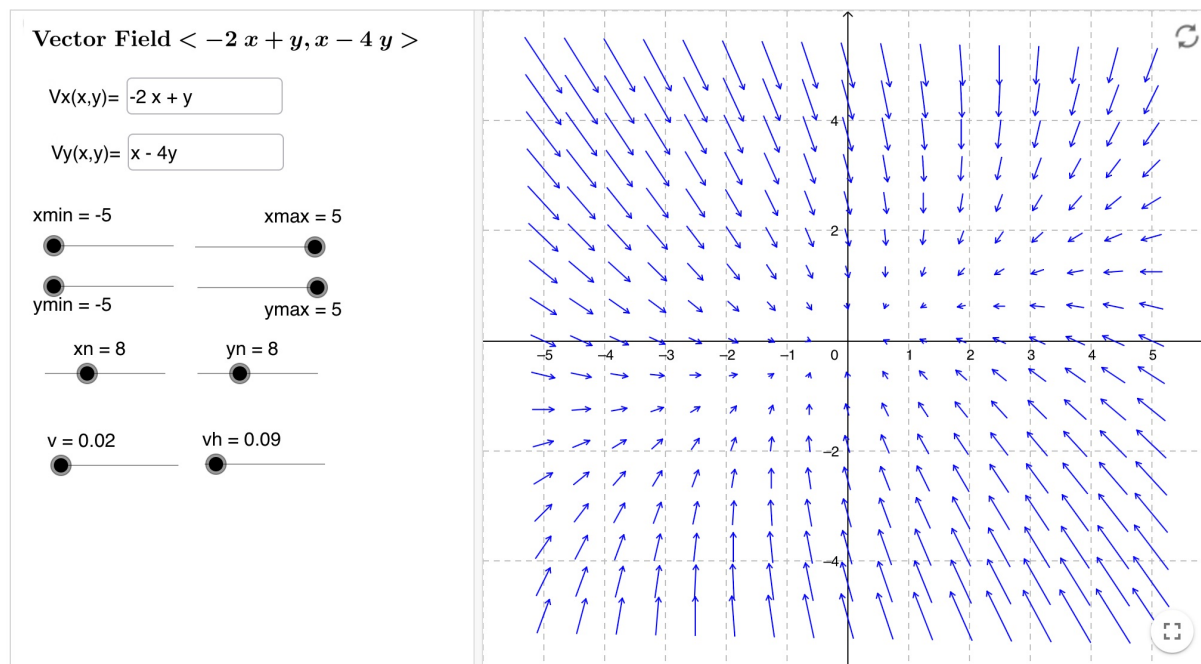 Vector Field < −2 x + y, x − 4 y >
Vx(x,y)= -2 x + y
Vy(x,y)= x - 4y
xmin = -5 xmax = 5
ymin = -5 ymax = 5
xn = 8 yn = 8
v = 0.02 vh = 0.09
4
2
−5 −4 −3 −2 −1 0 1 2 3 4 5
−2
−4